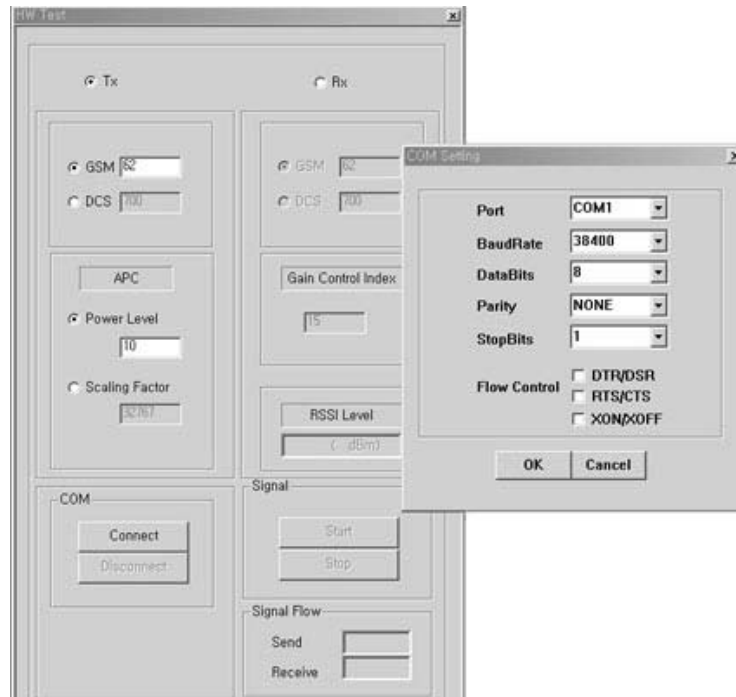 HW Test
Tx
Rx
GSM 62
DCS 700
GSM 62
DCS 700
APC
Power Level
10
Scaling Factor
32767
Gain Control Index
15
RSSI Level
( dBm)
COM
Connect
Disconnect
Signal
Start
Stop
Signal Flow
Send
Receive
COM Seting
Port COM1
BaudRate 38400
DataBits 8
Parity NONE
StopBits 1
Flow Control
DTR/DSR
RTS/CTS
XON/XOFF
OK Cancel